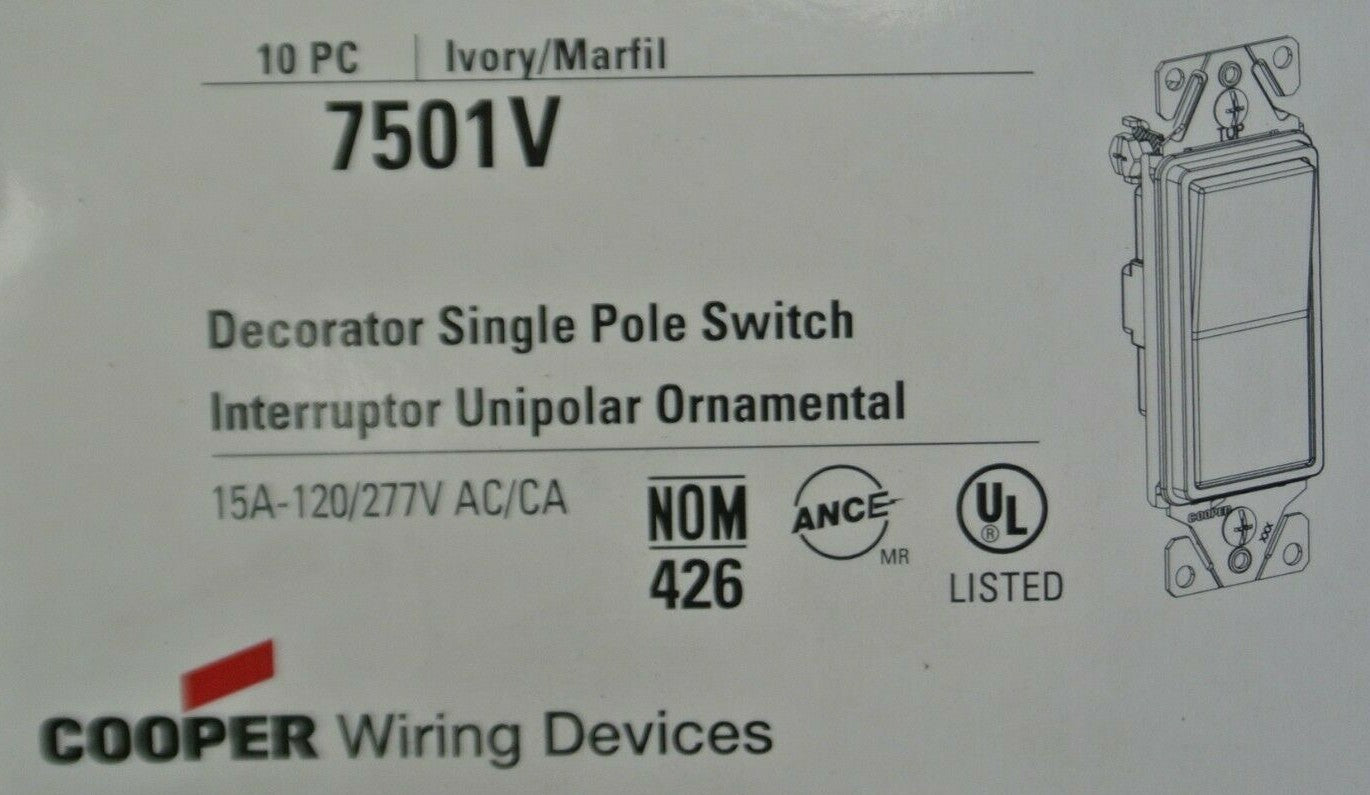 10 PC | Ivory/Marfil
7501V
Decorator Single Pole Switch
Interruptor Unipolar Ornamental
15A-120/277V AC/CA
NOM
426
ANCE
MR
UL
®
LISTED
TOP
COOPER
XXX
COOPER Wiring Devices